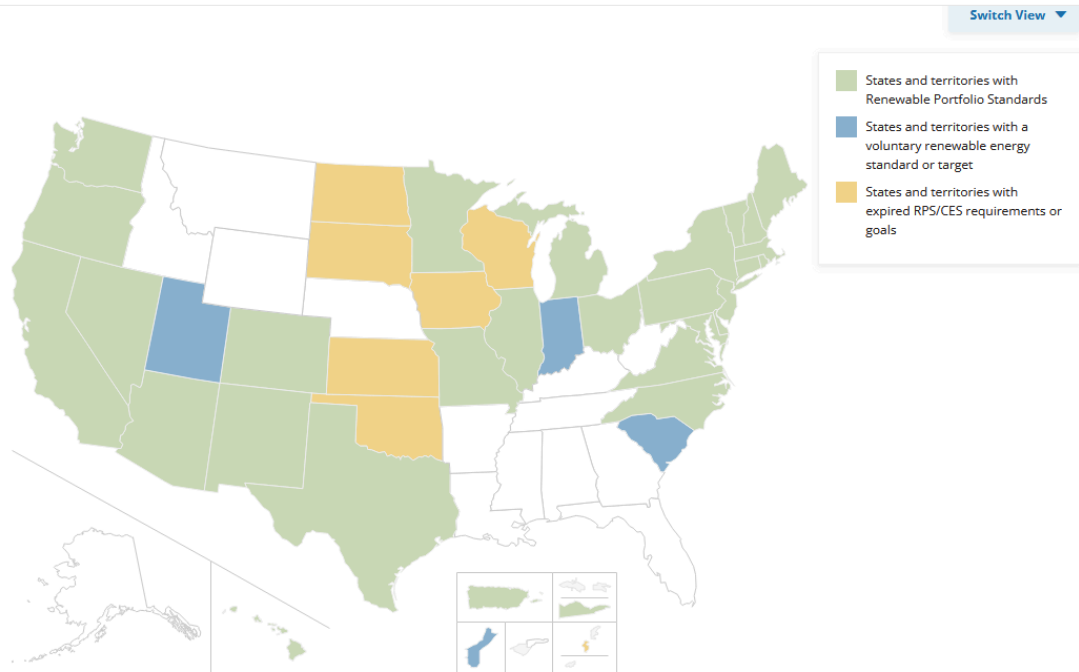 Switch View
States and territories with
Renewable Portfolio Standards
States and territories with a
voluntary renewable energy
standard or target
States and territories with
expired RPS/CES requirements or
goals